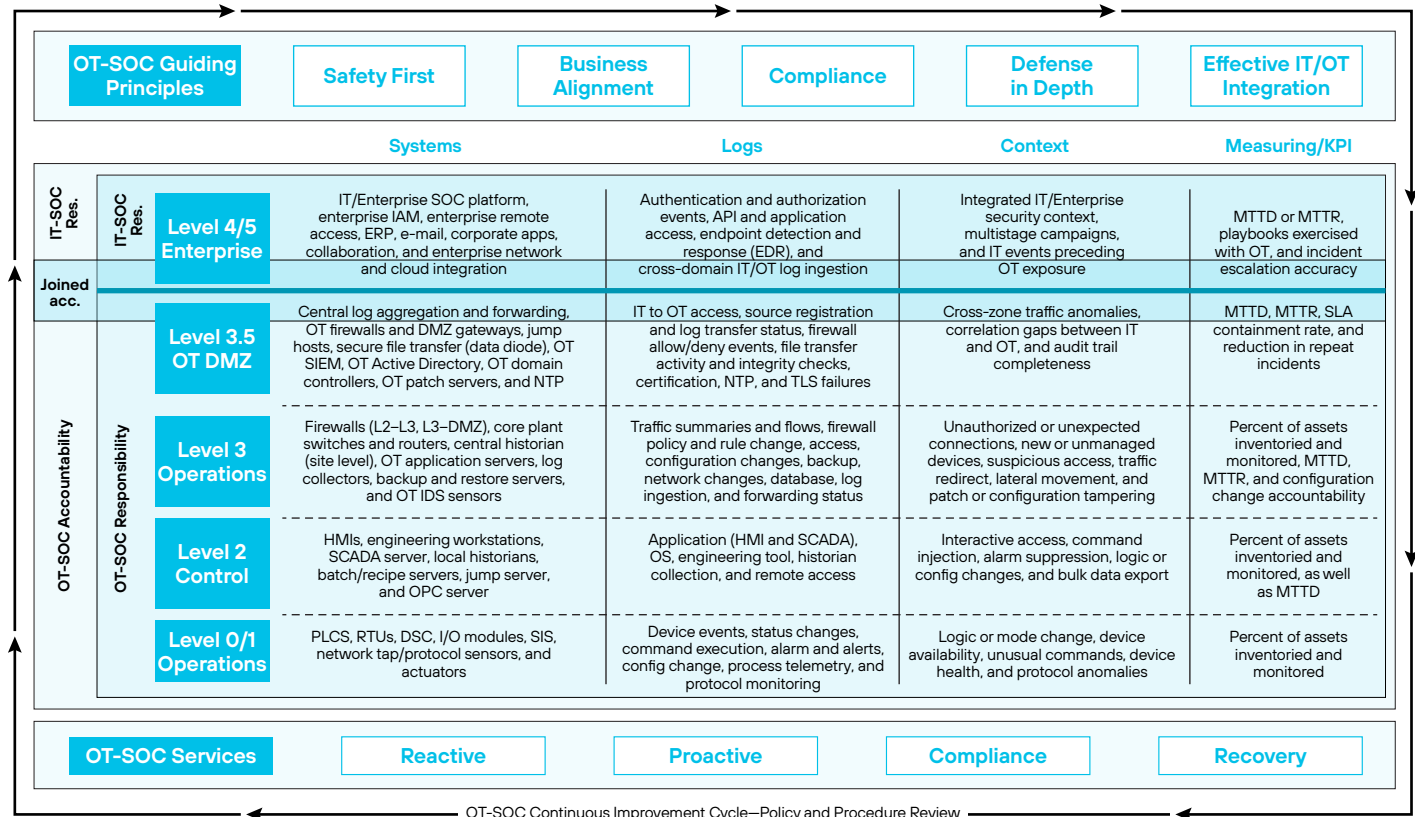 OT-SOC Guiding
Principles
Safety First
Business
Alignment
Compliance
Defense
in Depth
Effective IT/OT
Integration
Systems
Logs
Context
Measuring/KPI
IT-SOC
Res.
IT-SOC
Res.
Level 4/5
Enterprise
IT/Enterprise SOC platform,
enterprise IAM, enterprise remote
access, ERP, e-mail, corporate apps,
collaboration, and enterprise network
and cloud integration
Authentication and authorization
events, API and application
access, endpoint detection and
response (EDR), and
cross-domain IT/OT log ingestion
Integrated IT/Enterprise
security context,
multistage campaigns,
and IT events preceding
OT exposure
MTTD or MTTR,
playbooks exercised
with OT, and incident
escalation accuracy
Joined
acc.
OT-SOC Accountability
OT-SOC Responsibility
Level 3.5
OT DMZ
Central log aggregation and forwarding,
OT firewalls and DMZ gateways, jump
hosts, secure file transfer (data diode), OT
SIEM, OT Active Directory, OT domain
controllers, OT patch servers, and NTP
IT to OT access, source registration
and log transfer status, firewall
allow/deny events, file transfer
activity and integrity checks,
certification, NTP, and TLS failures
Cross-zone traffic anomalies,
correlation gaps between IT
and OT, and audit trail
completeness
MTTD, MTTR, SLA
containment rate, and
reduction in repeat
incidents
Level 3
Operations
Firewalls (L2–L3, L3–DMZ), core plant
switches and routers, central historian
(site level), OT application servers, log
collectors, backup and restore servers,
and OT IDS sensors
Traffic summaries and flows, firewall
policy and rule change, access,
configuration changes, backup,
network changes, database, log
ingestion, and forwarding status
Unauthorized or unexpected
connections, new or unmanaged
devices, suspicious access, traffic
redirect, lateral movement, and
patch or configuration tampering
Percent of assets
inventoried and
monitored, MTTD,
MTTR, and configuration
change accountability
Level 2
Control
HMIs, engineering workstations,
SCADA server, local historians,
batch/recipe servers, jump server,
and OPC server
Application (HMI and SCADA),
OS, engineering tool, historian
collection, and remote access
Interactive access, command
injection, alarm suppression, logic or
config changes, and bulk data export
Percent of assets
inventoried and
monitored, as well
as MTTD
Level 0/1
Operations
PLCS, RTUs, DSC, I/O modules, SIS,
network tap/protocol sensors, and
actuators
Device events, status changes,
command execution, alarm and alerts,
config change, process telemetry, and
protocol monitoring
Logic or mode change, device
availability, unusual commands, device
health, and protocol anomalies
Percent of assets
inventoried and
monitored
OT-SOC Services
Reactive
Proactive
Compliance
Recovery
OT-SOC Continuous Improvement Cycle—Policy and Procedure Review